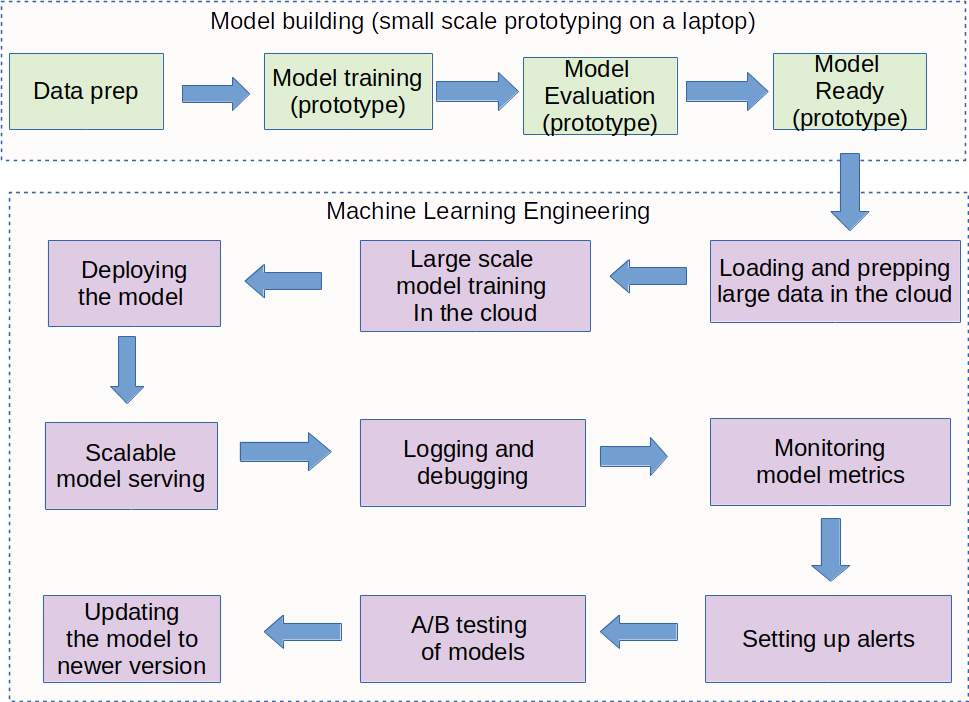 Model building (small scale prototyping on a laptop)
Data prep
Model training
(prototype)
Model
Evaluation
(prototype)
Model
Ready
(prototype)
Machine Learning Engineering
Deploying
the model
Large scale
model training
In the cloud
Loading and prepping
large data in the cloud
Scalable
model serving
Logging and
debugging
Monitoring
model metrics
Updating
the model to
newer version
A/B testing
of models
Setting up alerts